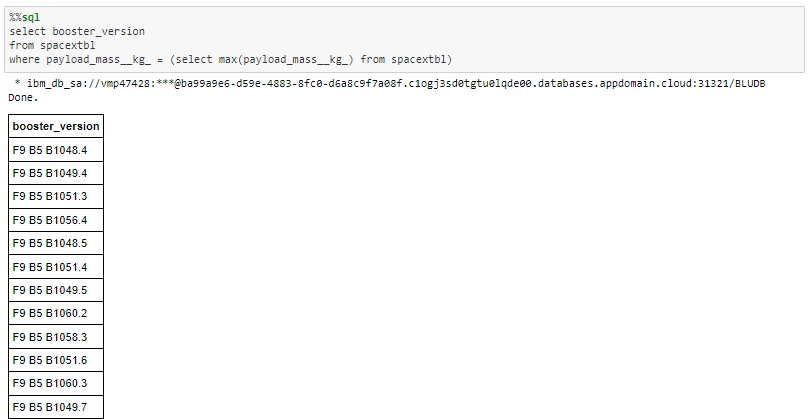 %%sql
select booster_version
from spacextbl
where payload_mass__kg_ = (select max(payload_mass__kg_) from spacextbl)
* ibm_db_sa://vmp47428:***@ba99a9e6-d59e-4883-8fc0-d6a8c9f7a08f.c1ogj3sd0tgtu0lqde00.databases.appdomain.cloud:31321/BLUDB
Done.
booster_version
F9 B5 B1048.4
F9 B5 B1049.4
F9 B5 B1051.3
F9 B5 B1056.4
F9 B5 B1048.5
F9 B5 B1051.4
F9 B5 B1049.5
F9 B5 B1060.2
F9 B5 B1058.3
F9 B5 B1051.6
F9 B5 B1060.3
F9 B5 B1049.7